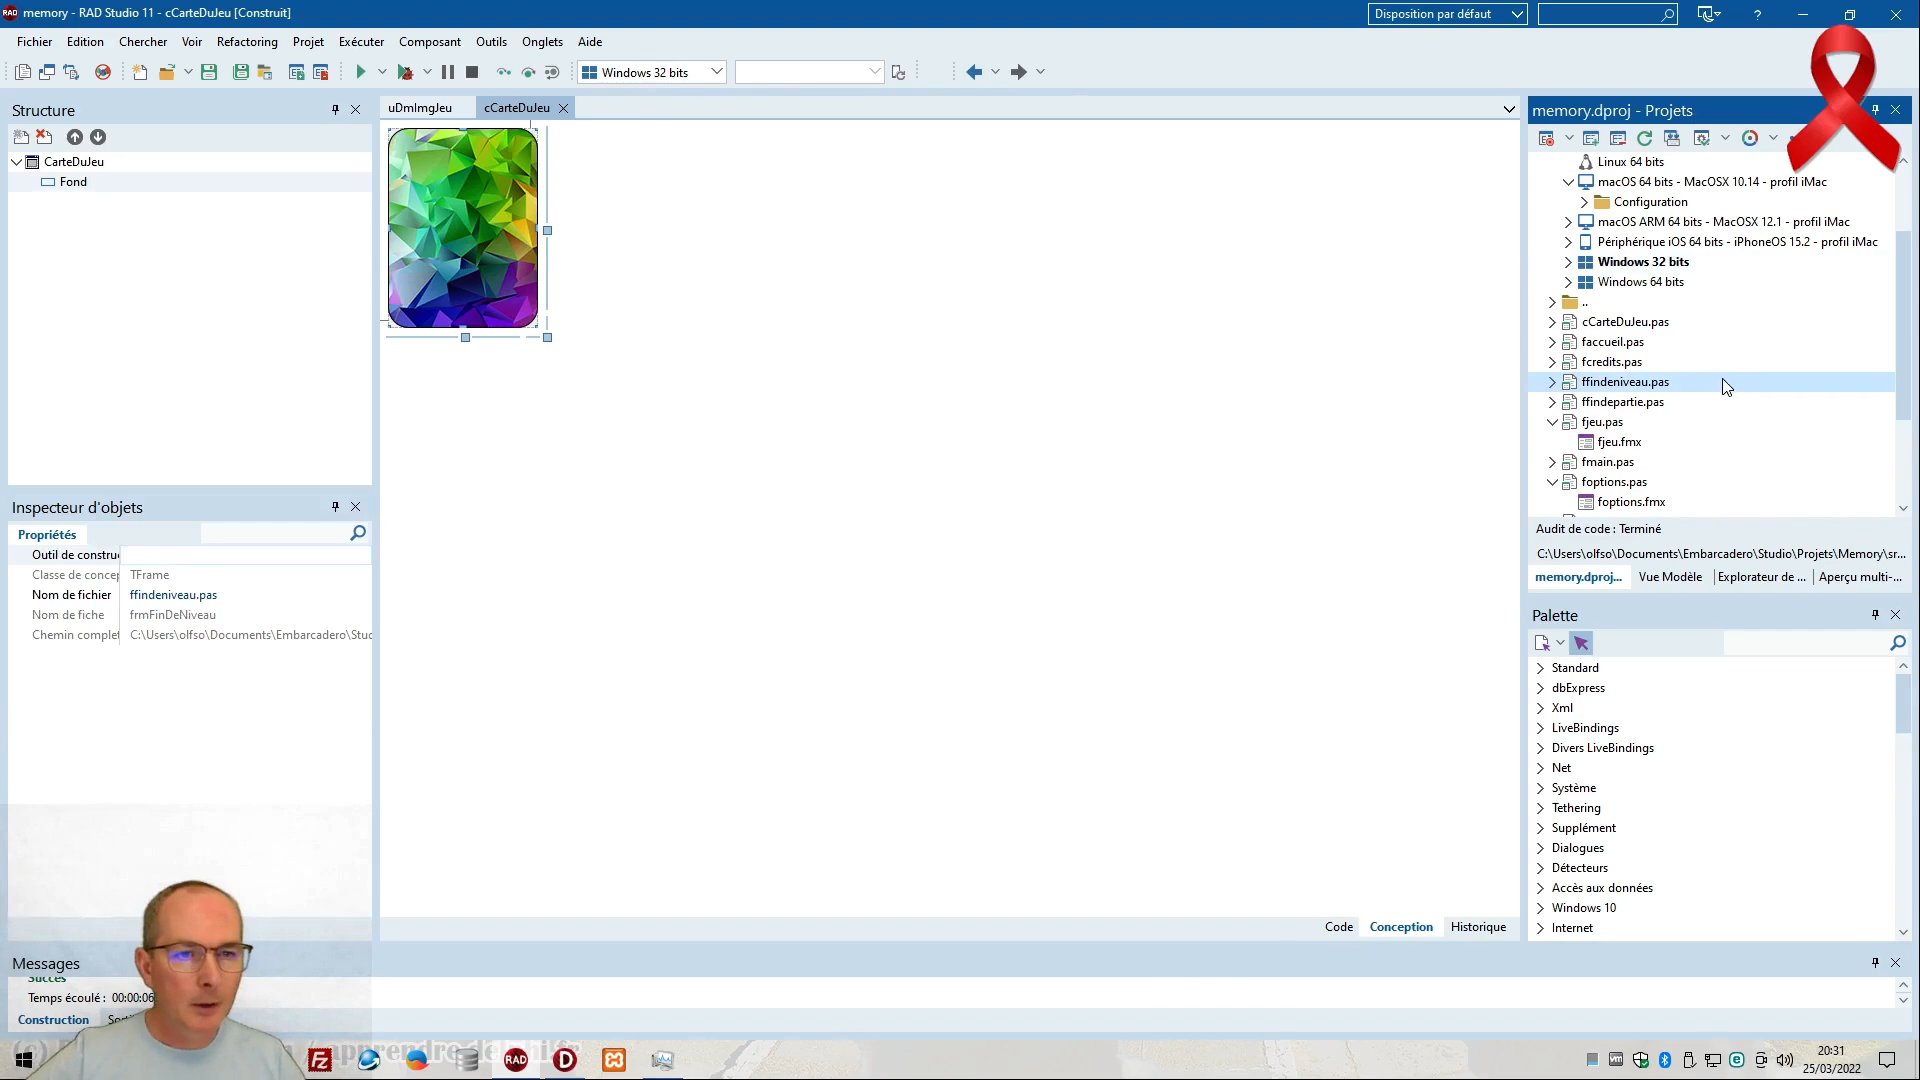 memory - RAD Studio 11 - cCarteDuJeu [Construit]
Disposition par défaut
?
Fichier Edition Chercher Voir Refactoring Projet Exécuter Composant Outils Onglets Aide
Windows 32 bits
Structure
CarteDuJeu
Fond
uDmImgJeu
cCarteDuJeu
memory.dproj - Projets
Linux 64 bits
macOS 64 bits - MacOSX 10.14 - profil iMac
Configuration
macOS ARM 64 bits - MacOSX 12.1 - profil iMac
Périphérique iOS 64 bits - iPhoneOS 15.2 - profil iMac
Windows 32 bits
Windows 64 bits
..
cCarteDuJeu.pas
faccueil.pas
fcredits.pas
ffindeniveau.pas
ffindepartie.pas
fjeu.pas
fjeu.fmx
fmain.pas
foptions.pas
foptions.fmx
Audit de code : Terminé
C:\Users\olfso\Documents\Embarcadero\Studio\Projets\Memory\sr...
memory.dproj... Vue Modèle Explorateur de ... Aperçu multi-...
Inspecteur d'objets
Propriétés
Outil de constru
Classe de concep TFrame
Nom de fichier ffindeniveau.pas
Nom de fiche frmFinDeNiveau
Chemin complet C:\Users\olfso\Documents\Embarcadero\Stud
Palette
Standard
dbExpress
Xml
LiveBindings
Divers LiveBindings
Net
Système
Tethering
Supplément
Dialogues
Détecteurs
Accès aux données
Windows 10
Internet
Code Conception Historique
Messages
Succès
Temps écoulé : 00:00:06
Construction
RAD
20:31
25/03/2022